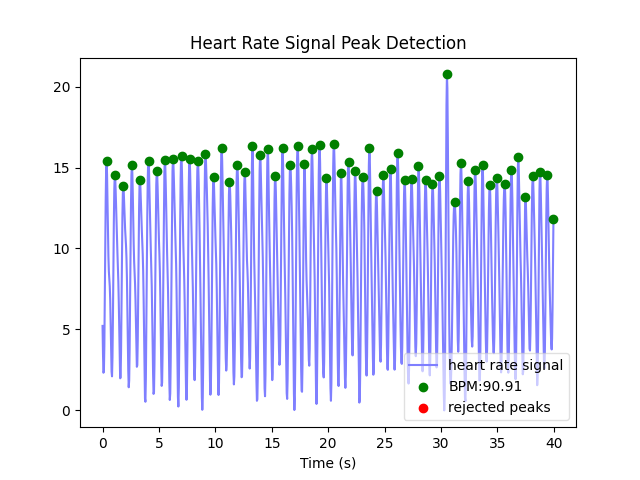 Heart Rate Signal Peak Detection
20
15
10
5
0
heart rate signal
BPM:90.91
rejected peaks
0 5 10 15 20 25 30 35 40
Time (s)